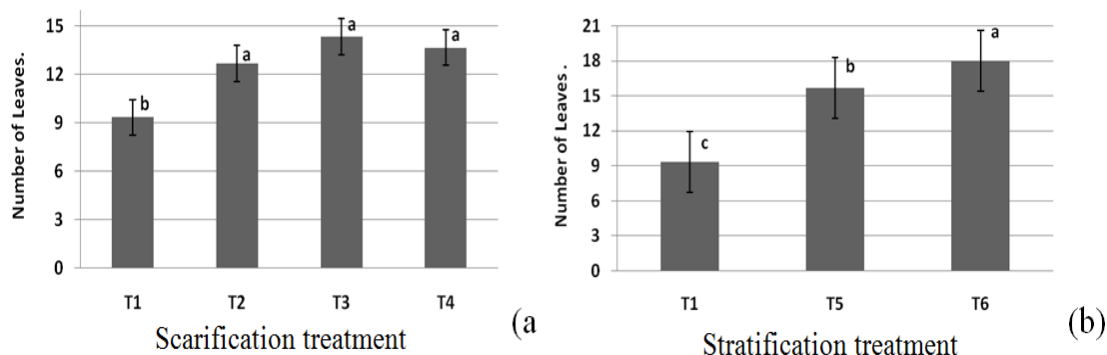 Number of Leaves.
15
12
9
6
3
0
b
a
a
a
T1 T2 T3 T4
Scarification treatment
(a
Number of Leaves .
21
18
15
12
9
6
3
0
c
b
a
T1 T5 T6
Stratification treatment
(b)